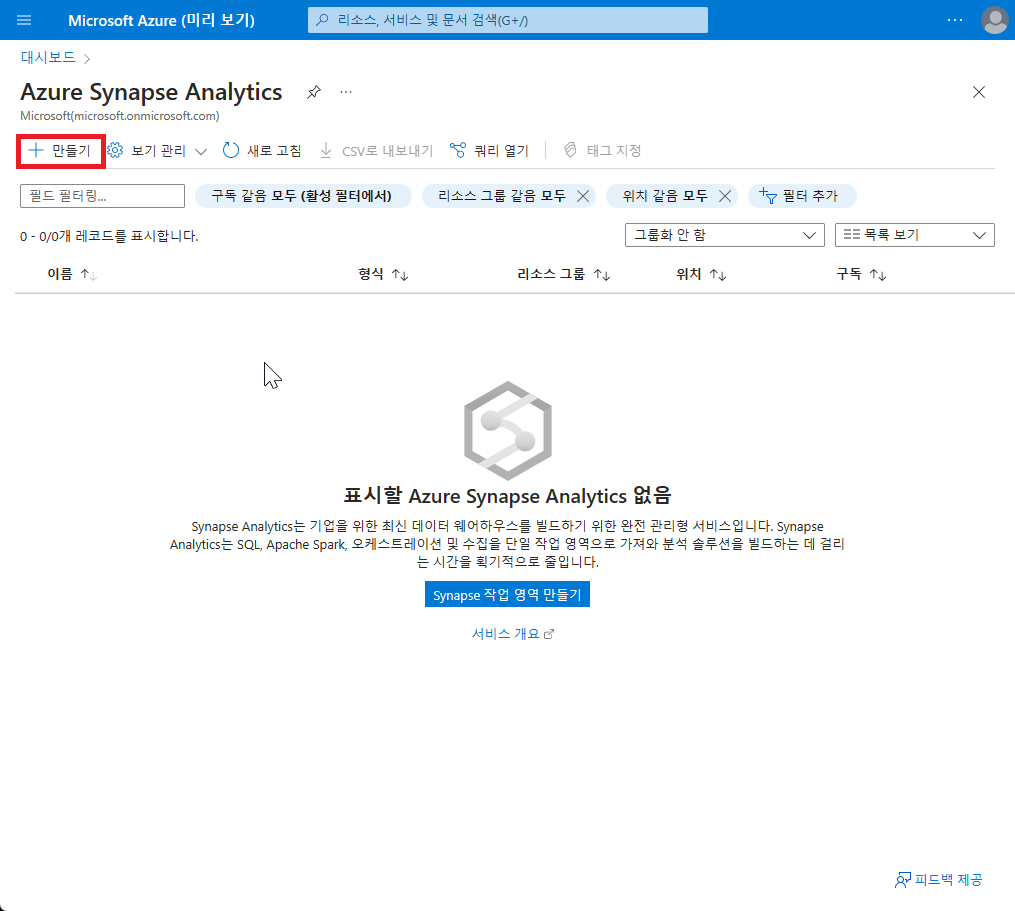 Microsoft Azure (미리 보기)
리소스, 서비스 및 문서 검색(G+/)
대시보드
Azure Synapse Analytics
Microsoft(microsoft.onmicrosoft.com)
만들기 보기 관리 새로 고침 CSV로 내보내기 쿼리 열기 태그 지정
필드 필터링... 구독 같음 모두 (활성 필터에서) 리소스 그룹 같음 모두 위치 같음 모두 필터 추가
0 - 0/0개 레코드를 표시합니다. 그룹화 안 함 목록 보기
이름 형식 리소스 그룹 위치 구독
표시할 Azure Synapse Analytics 없음
Synapse Analytics는 기업을 위한 최신 데이터 웨어하우스를 빌드하기 위한 완전 관리형 서비스입니다. Synapse
Analytics는 SQL, Apache Spark, 오케스트레이션 및 수집을 단일 작업 영역으로 가져와 분석 솔루션을 빌드하는 데 걸리
는 시간을 획기적으로 줄입니다.
Synapse 작업 영역 만들기
서비스 개요
피드백 제공